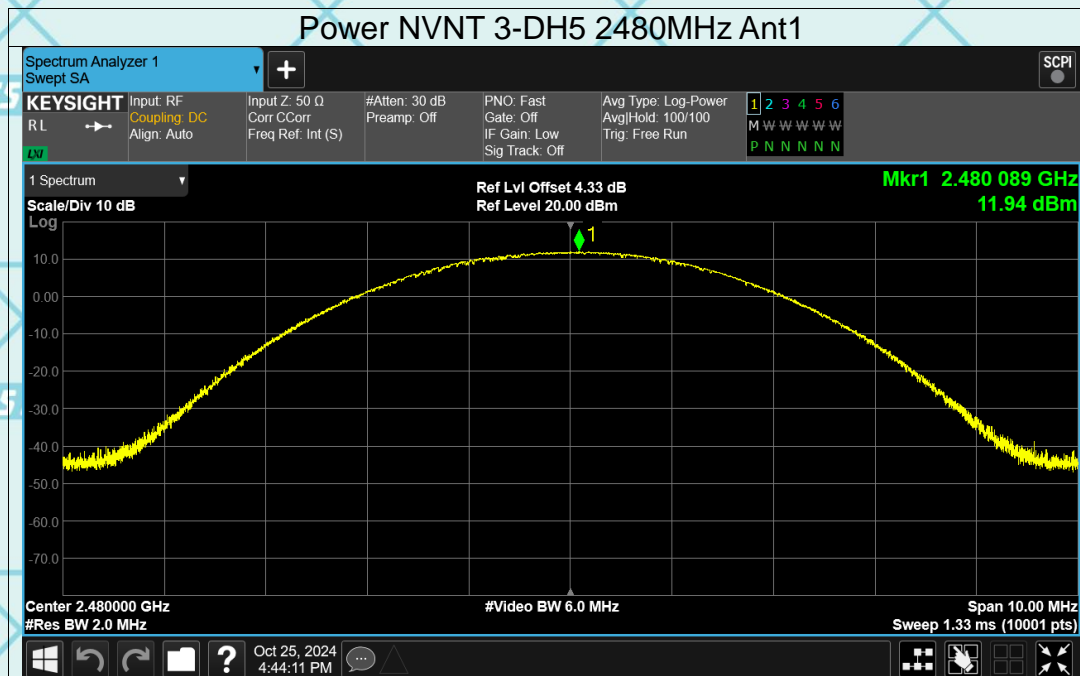 Power NVNT 3-DH5 2480MHz Ant1
Spectrum Analyzer 1
Swept SA
+
SCPI
KEYSIGHT
R L
LXI
Input: RF
Coupling: DC
Align: Auto
Input Z: 50 Ω
Corr CCorr
Freq Ref: Int (S)
#Atten: 30 dB
Preamp: Off
PNO: Fast
Gate: Off
IF Gain: Low
Sig Track: Off
Avg Type: Log-Power
Avg|Hold: 100/100
Trig: Free Run
1 2 3 4 5 6
M W W W W W
P N N N N N
1 Spectrum
Scale/Div 10 dB
Log
Ref Lvl Offset 4.33 dB
Ref Level 20.00 dBm
Mkr1 2.480 089 GHz
11.94 dBm
1
10.0
0.00
-10.0
-20.0
-30.0
-40.0
-50.0
-60.0
-70.0
Center 2.480000 GHz
#Res BW 2.0 MHz
#Video BW 6.0 MHz
Span 10.00 MHz
Sweep 1.33 ms (10001 pts)
?
Oct 25, 2024
4:44:11 PM